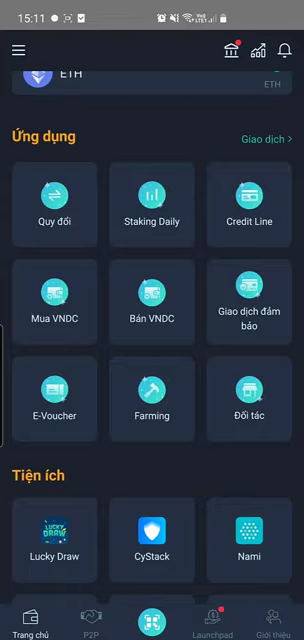 15:11
ETH
ETH
Ứng dụng
Giao dịch >
Quy đổi
Staking Daily
Credit Line
Mua VNDC
Bán VNDC
Giao dịch đảm
bảo
E-Voucher
Farming
Đối tác
Tiện ích
LUCKY
DRAW
Lucky Draw
CyStack
Nami
Trang chủ
P2P
Launchpad
Giới thiệu